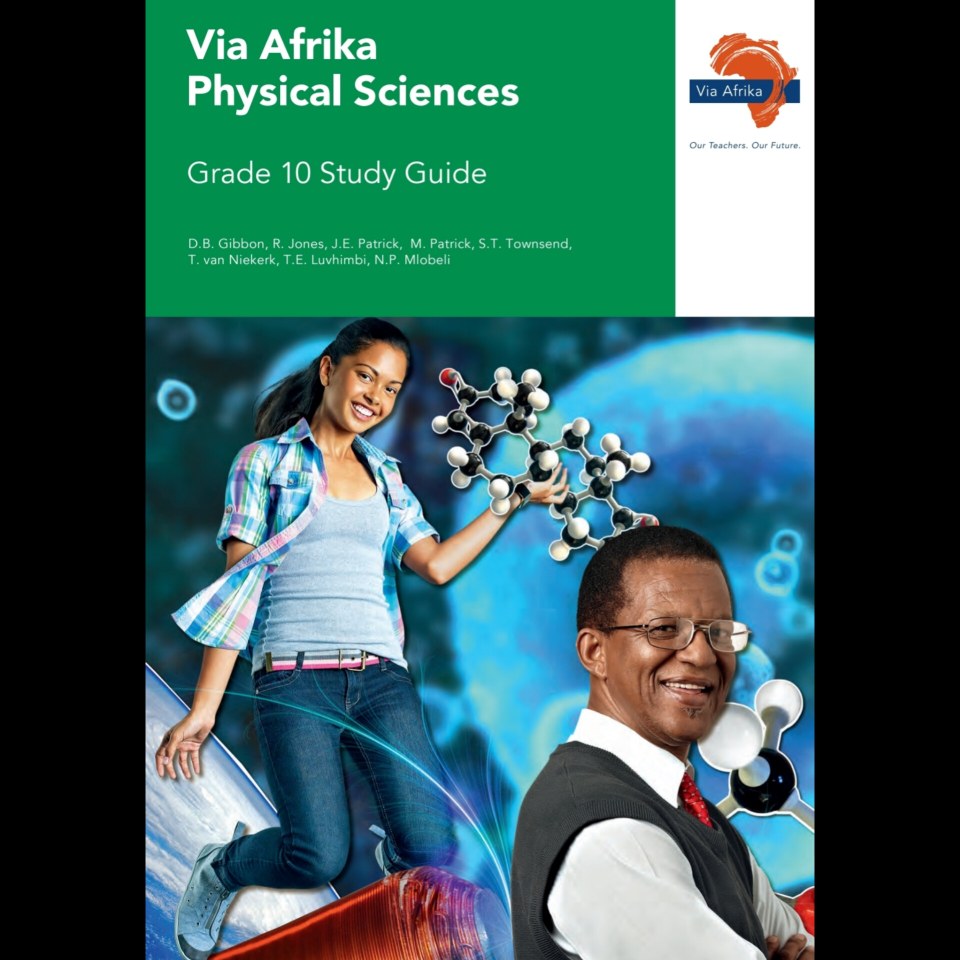 Via Afrika
Physical Sciences
Grade 10 Study Guide
D.B. Gibbon, R. Jones, J.E. Patrick, M. Patrick, S.T. Townsend,
T. van Niekerk, T.E. Luvhimbi, N.P. Mlobeli
Via Afrika
Our Teachers. Our Future.